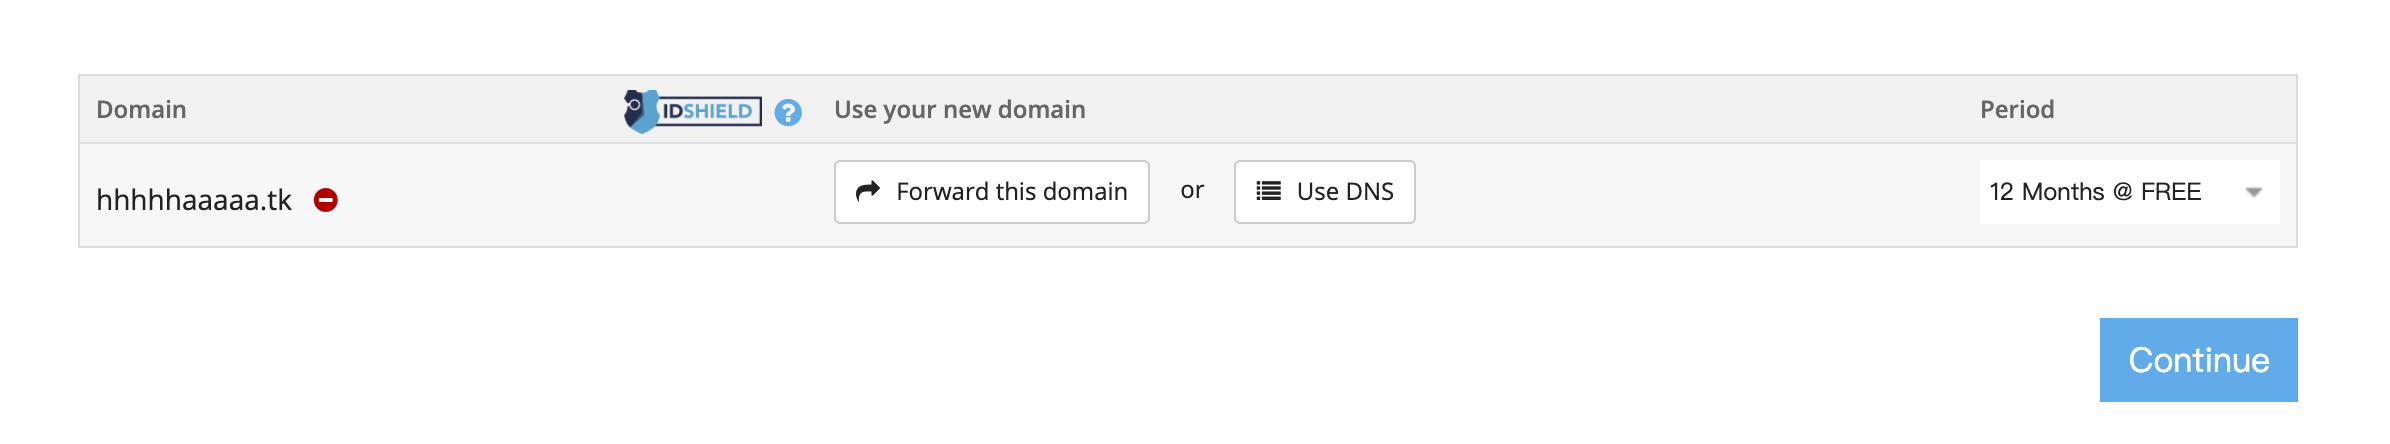 Domain IDSHIELD ? Use your new domain Period
hhhhhaaaaa.tk Forward this domain or Use DNS 12 Months @ FREE
Continue